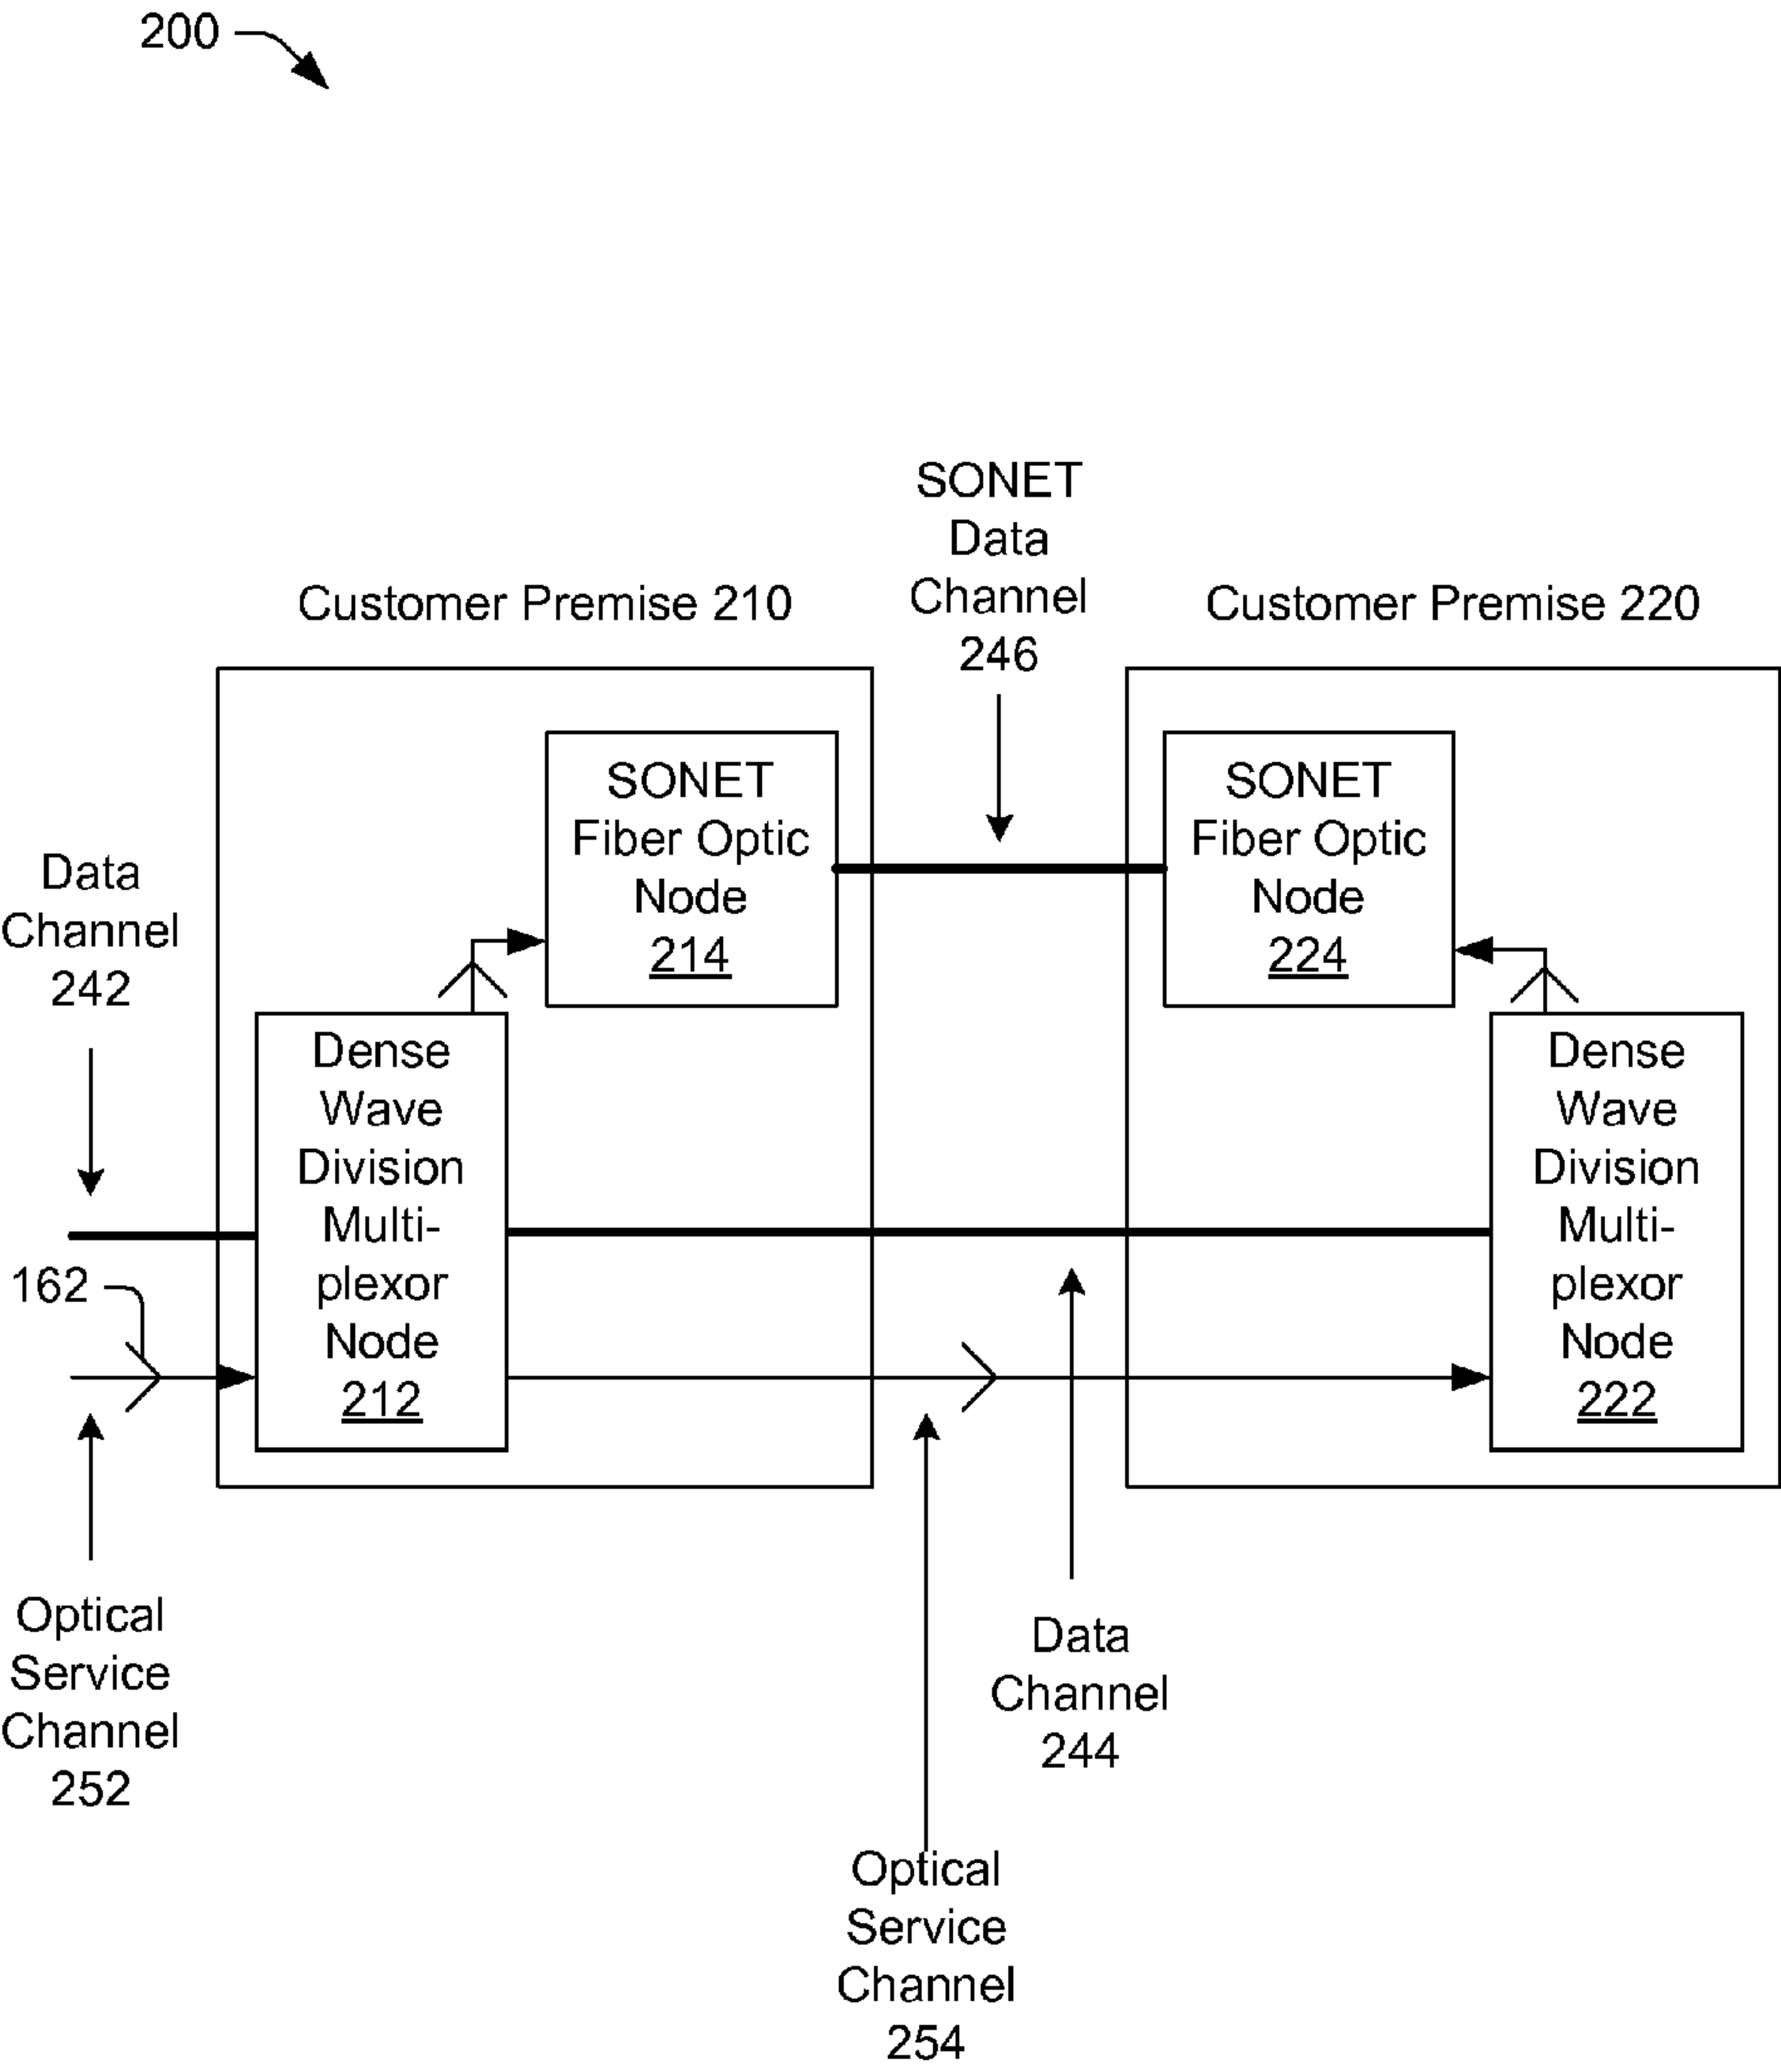 200
SONET
Data
Channel
246
Customer Premise 210
Customer Premise 220
SONET
Fiber Optic
Node
214
SONET
Fiber Optic
Node
224
Data
Channel
242
Dense
Wave
Division
Multi-
plexor
Node
212
Dense
Wave
Division
Multi-
plexor
Node
222
162
Optical
Service
Channel
252
Data
Channel
244
Optical
Service
Channel
254